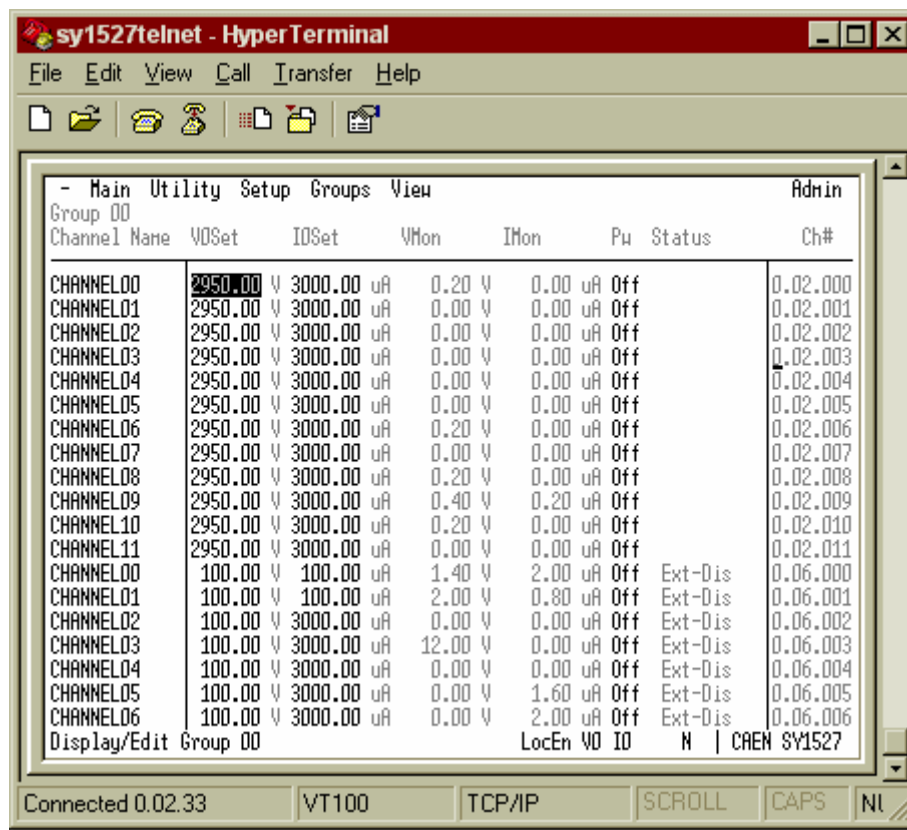 sy1527telnet - HyperTerminal
File Edit View Call Transfer Help
- Main Utility Setup Groups View Admin
Group 00
Channel Name V0Set I0Set VMon IMon Pw Status Ch#
CHANNEL00 2950.00 V 3000.00 uA 0.20 V 0.00 uA Off 0.02.000
CHANNEL01 2950.00 V 3000.00 uA 0.00 V 0.00 uA Off 0.02.001
CHANNEL02 2950.00 V 3000.00 uA 0.00 V 0.00 uA Off 0.02.002
CHANNEL03 2950.00 V 3000.00 uA 0.00 V 0.00 uA Off 0.02.003
CHANNEL04 2950.00 V 3000.00 uA 0.00 V 0.00 uA Off 0.02.004
CHANNEL05 2950.00 V 3000.00 uA 0.00 V 0.00 uA Off 0.02.005
CHANNEL06 2950.00 V 3000.00 uA 0.20 V 0.00 uA Off 0.02.006
CHANNEL07 2950.00 V 3000.00 uA 0.00 V 0.00 uA Off 0.02.007
CHANNEL08 2950.00 V 3000.00 uA 0.20 V 0.00 uA Off 0.02.008
CHANNEL09 2950.00 V 3000.00 uA 0.40 V 0.20 uA Off 0.02.009
CHANNEL10 2950.00 V 3000.00 uA 0.20 V 0.00 uA Off 0.02.010
CHANNEL11 2950.00 V 3000.00 uA 0.00 V 0.00 uA Off 0.02.011
CHANNEL00 100.00 V 100.00 uA 1.40 V 2.00 uA Off Ext-Dis 0.06.000
CHANNEL01 100.00 V 100.00 uA 2.00 V 0.80 uA Off Ext-Dis 0.06.001
CHANNEL02 100.00 V 3000.00 uA 0.00 V 0.00 uA Off Ext-Dis 0.06.002
CHANNEL03 100.00 V 3000.00 uA 12.00 V 0.00 uA Off Ext-Dis 0.06.003
CHANNEL04 100.00 V 3000.00 uA 0.00 V 0.00 uA Off Ext-Dis 0.06.004
CHANNEL05 100.00 V 3000.00 uA 0.00 V 1.60 uA Off Ext-Dis 0.06.005
CHANNEL06 100.00 V 3000.00 uA 0.00 V 2.00 uA Off Ext-Dis 0.06.006
Display/Edit Group 00 LocEn V0 I0 N | CAEN SY1527
Connected 0.02.33 VT100 TCP/IP SCROLL CAPS